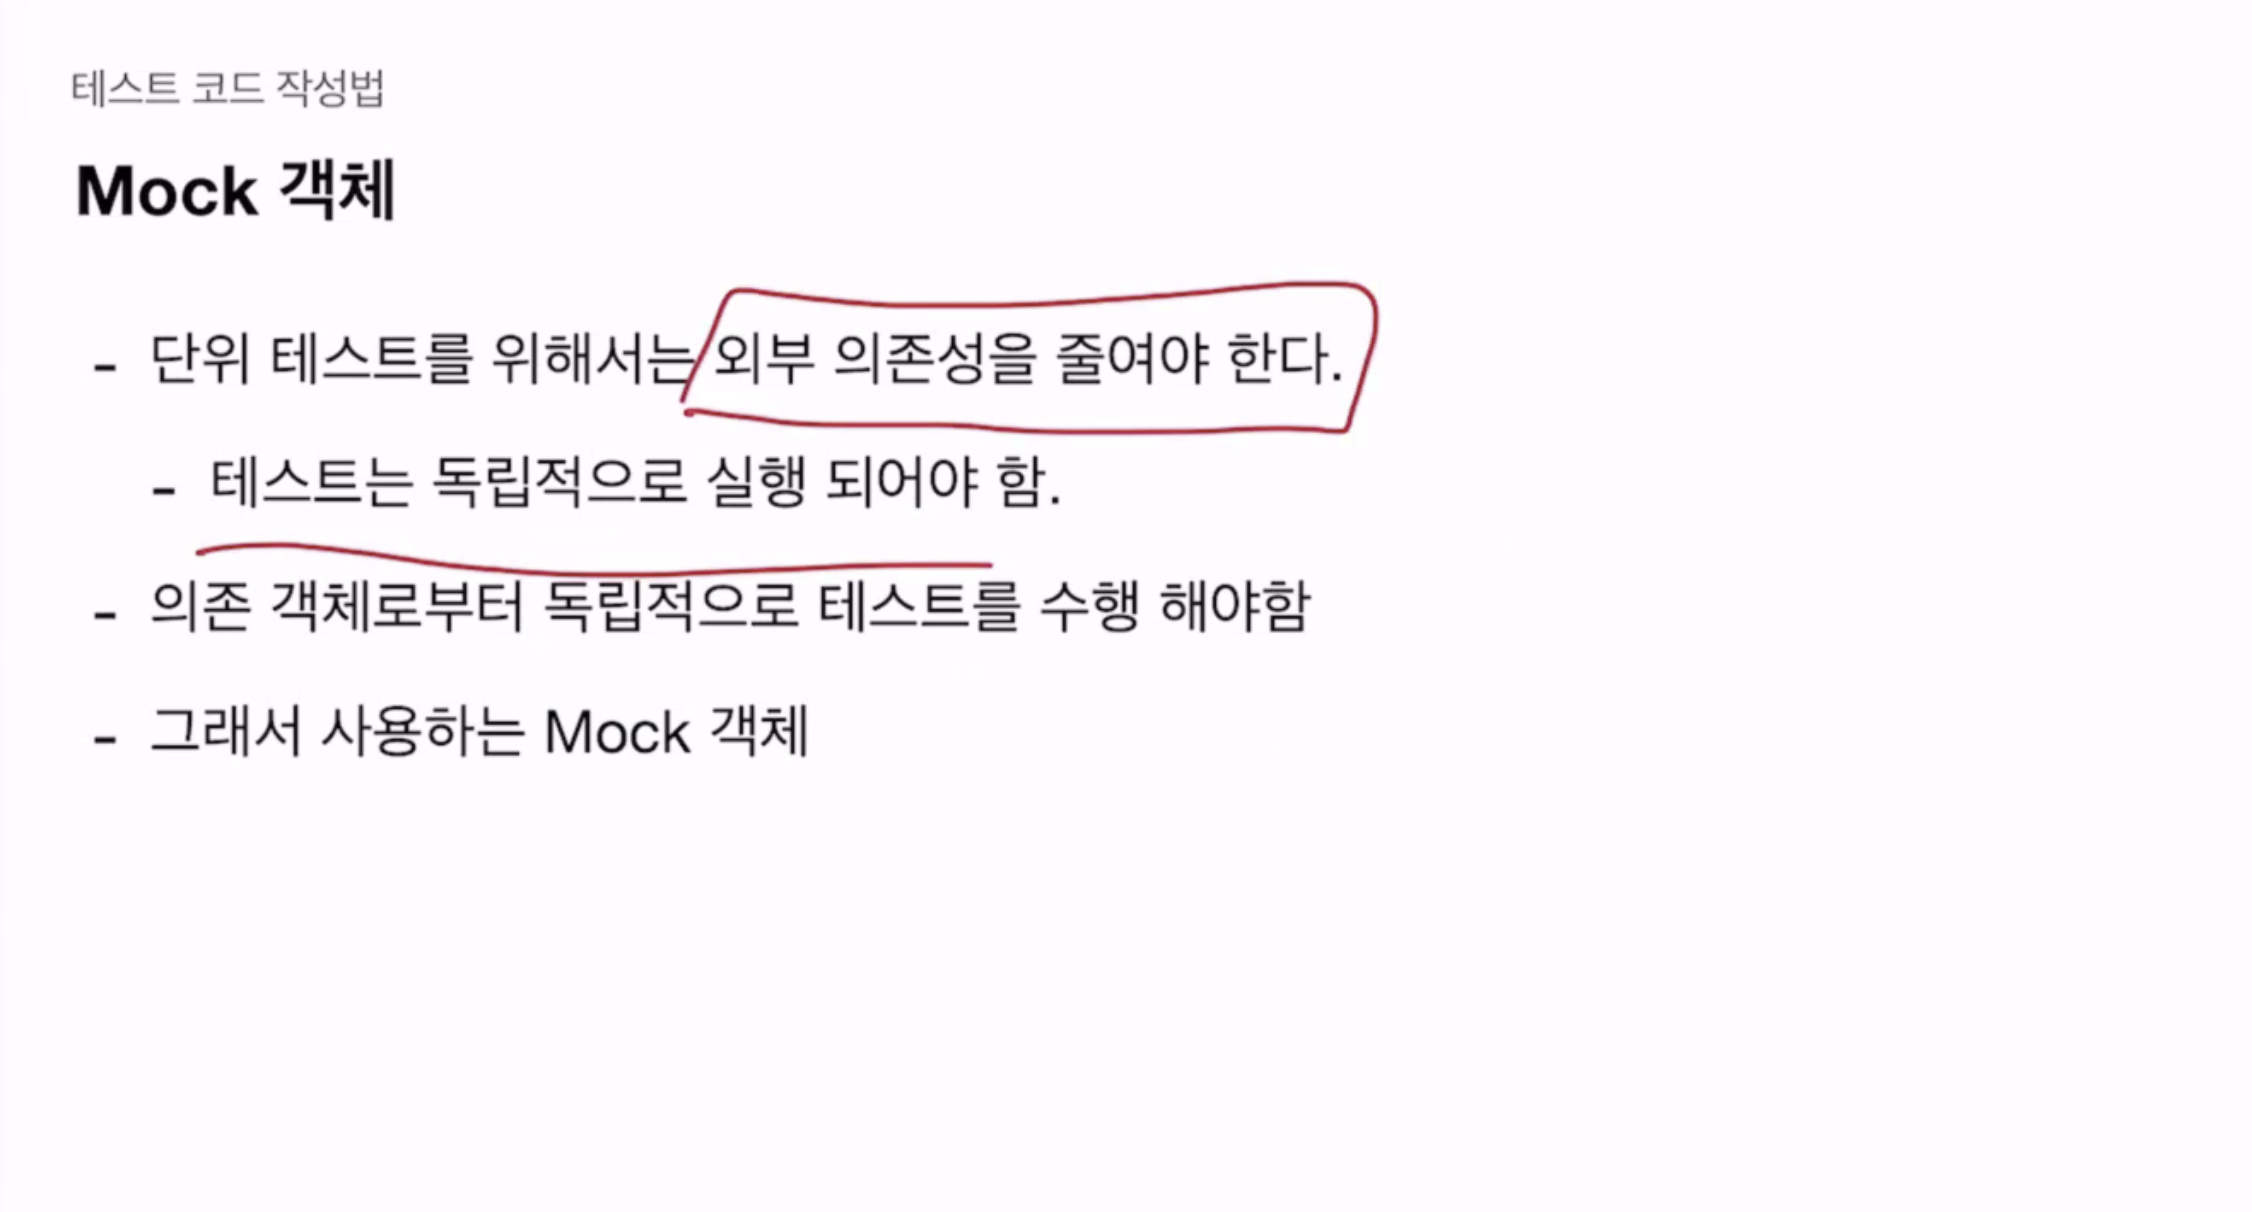 테스트 코드 작성법
Mock 객체
- 단위 테스트를 위해서는 외부 의존성을 줄여야 한다.
- 테스트는 독립적으로 실행 되어야 함.
- 의존 객체로부터 독립적으로 테스트를 수행 해야함
- 그래서 사용하는 Mock 객체